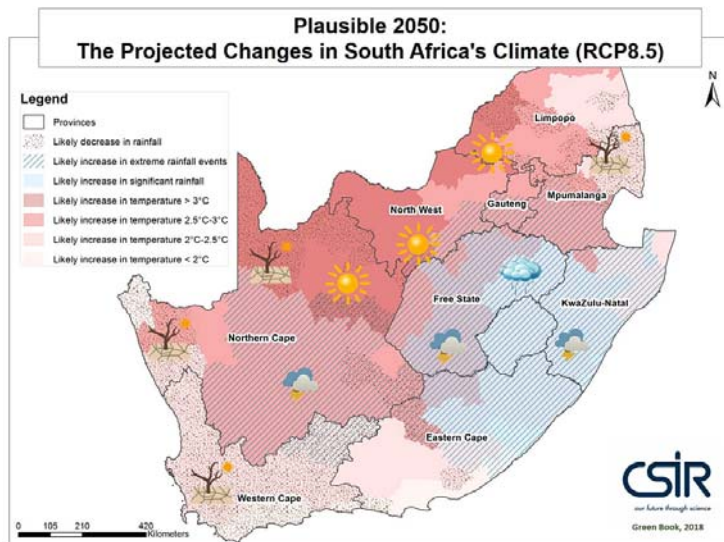 Plausible 2050:
The Projected Changes in South Africa's Climate (RCP8.5)
Legend
Provinces
Likely decrease in rainfall
Likely increase in extreme rainfall events
Likely increase in significant rainfall
Likely increase in temperature > 3°C
Likely increase in temperature 2.5°C-3°C
Likely increase in temperature 2°C-2.5°C
Likely increase in temperature < 2°C
N
Limpopo
Mpumalanga
Gauteng
North West
Free State
KwaZulu-Natal
Northern Cape
Eastern Cape
Western Cape
0 105 210 420
Kilometers
CSIR
our future through science
Green Book, 2018